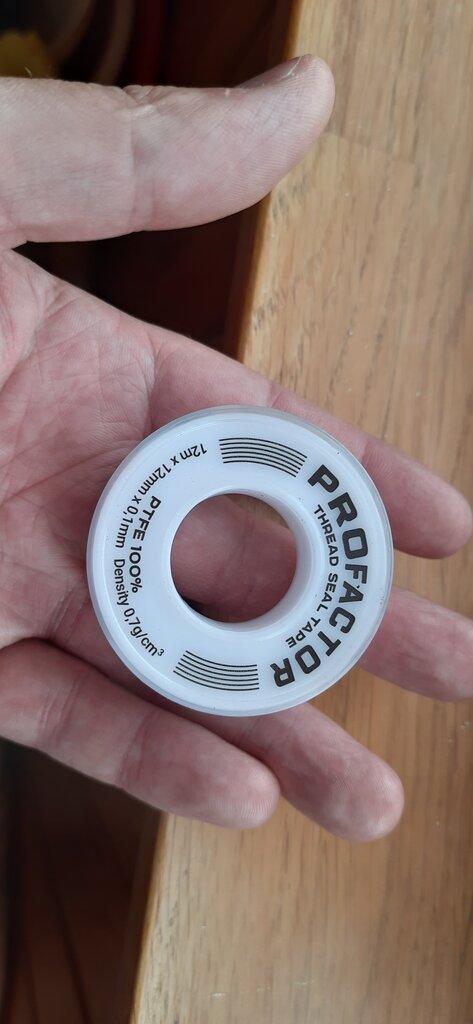 PROFACTOR
THREAD SEAL TAPE
PTFE 100%
12m x 12mm x 0,1mm Density 0.7g/cm³